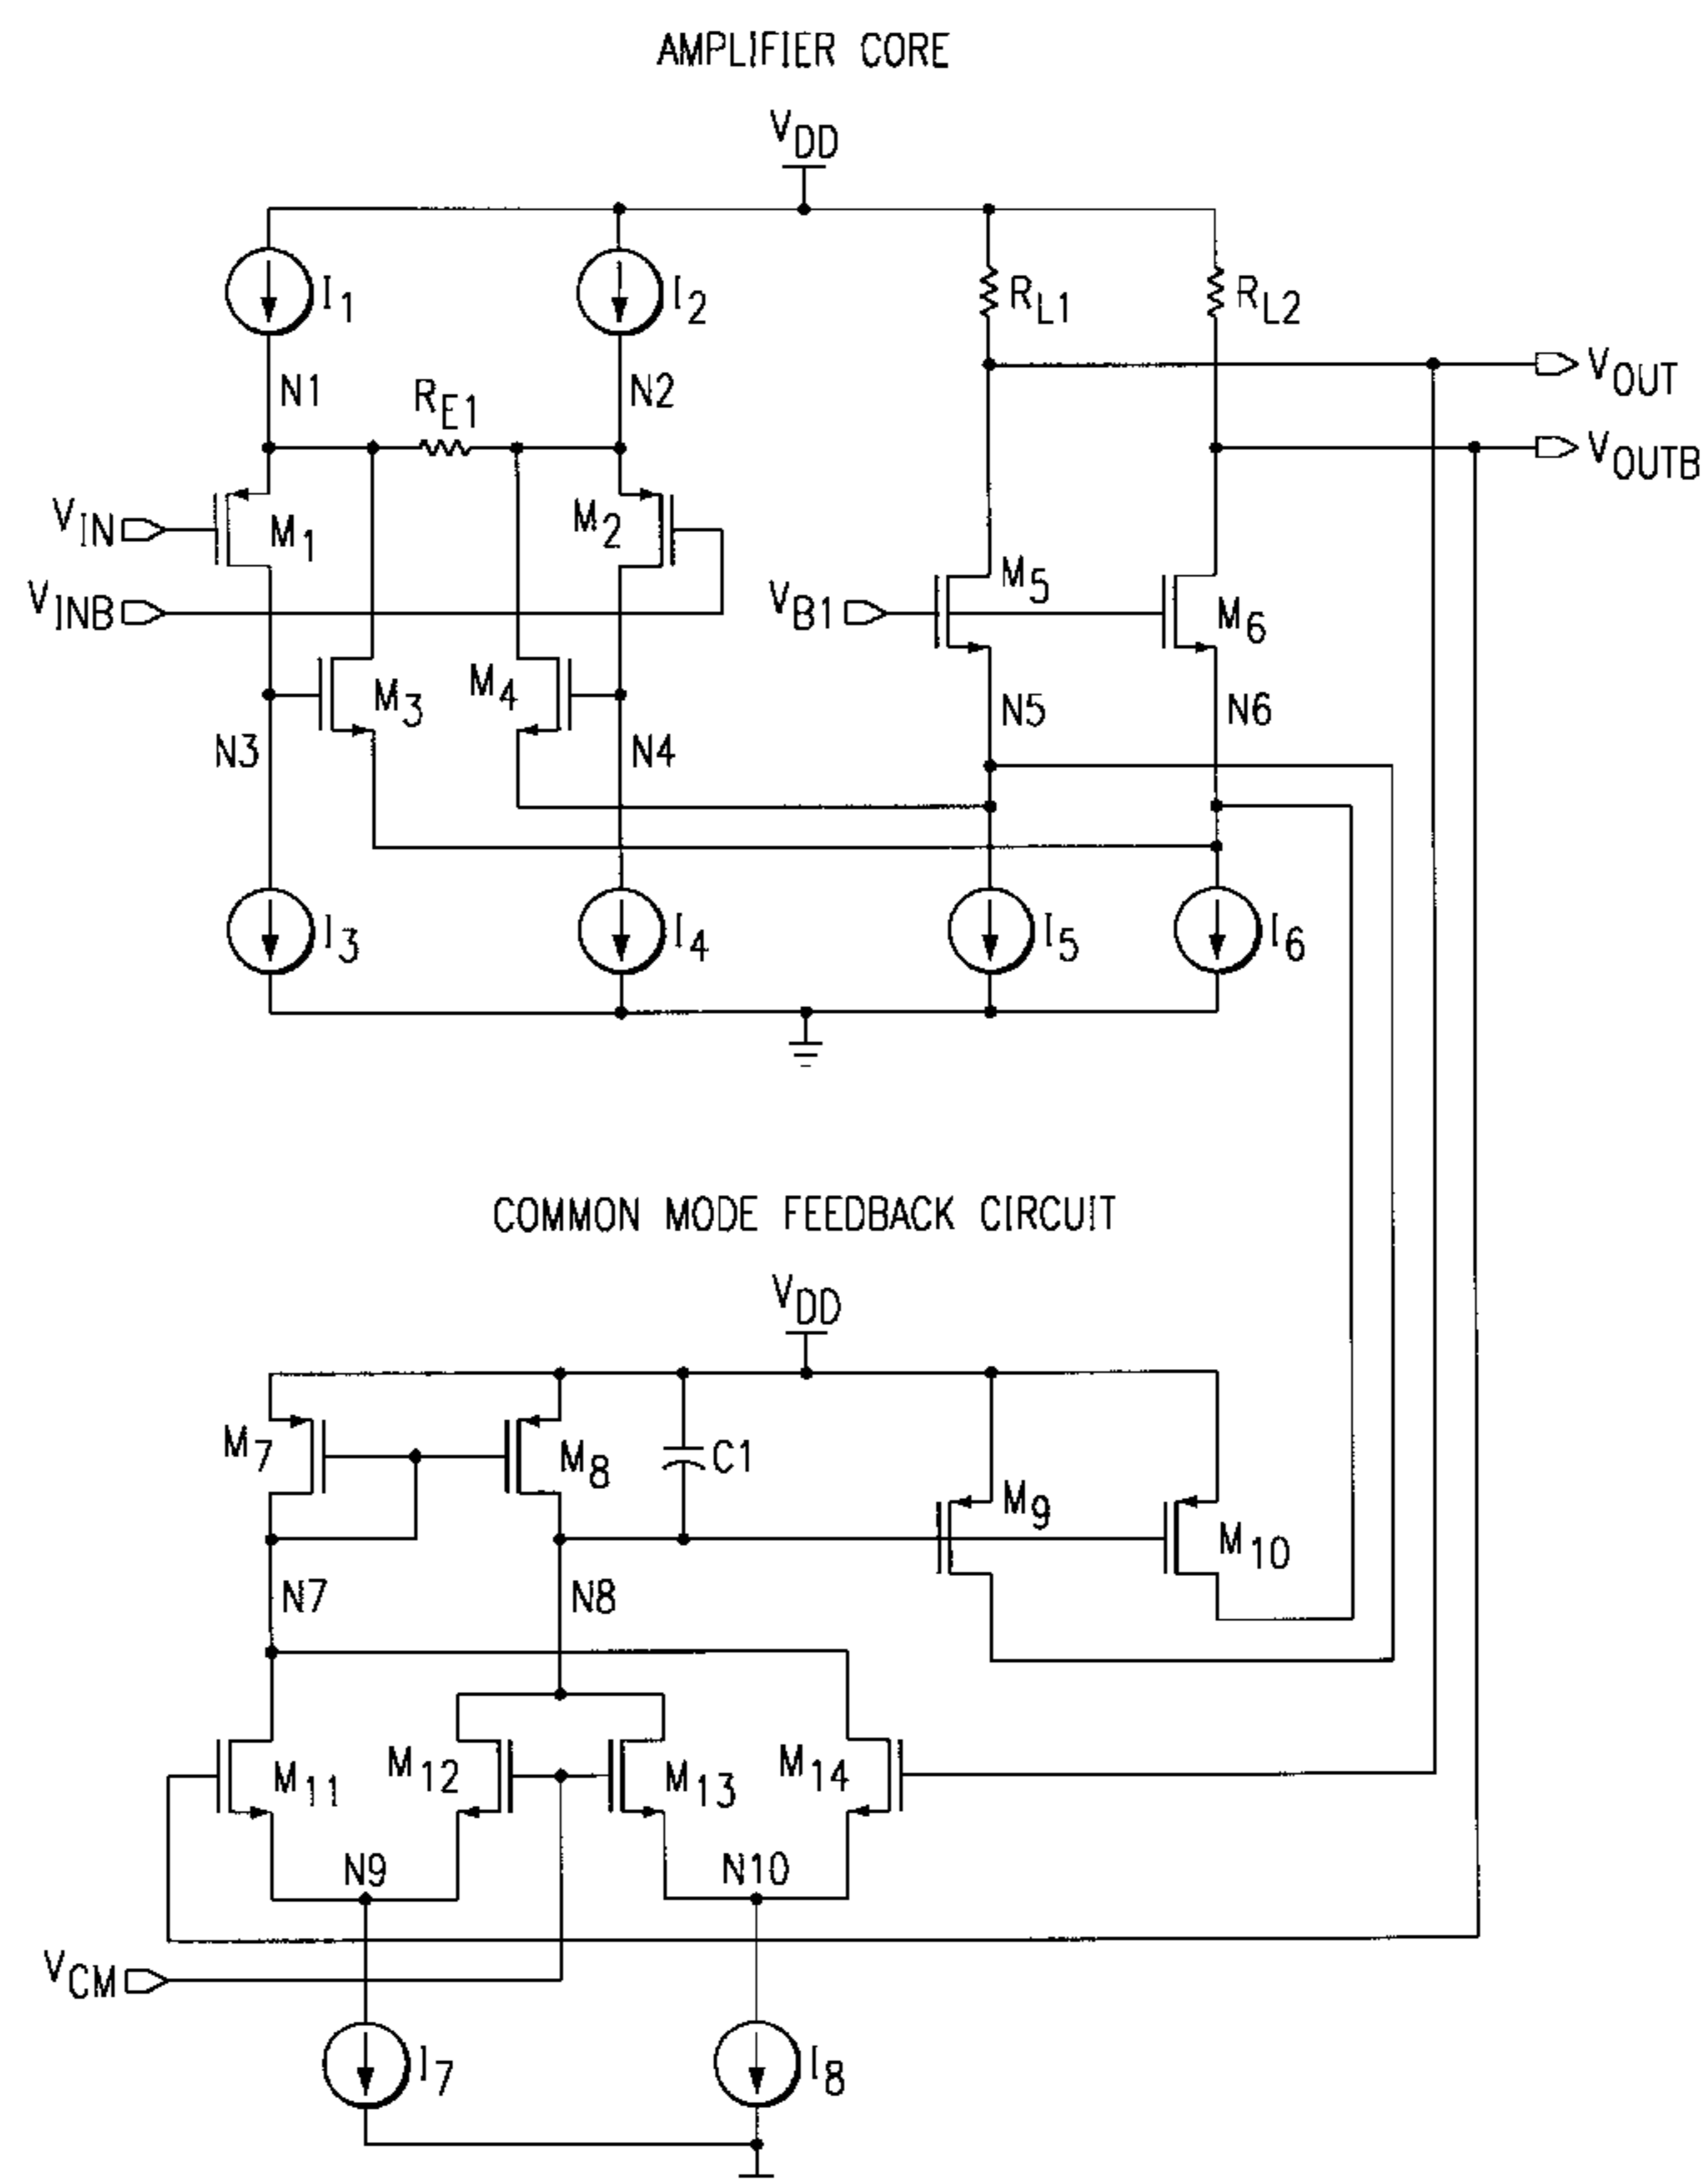 AMPLIFIER CORE
VDD
I1
I2
RL1
RL2
N1
RE1
N2
VOUT
VOUTB
VIN
M1
M2
VINB
VB1
M5
M6
M3
M4
N3
N4
N5
N6
I3
I4
I5
I6
COMMON MODE FEEDBACK CIRCUIT
VDD
M7
M8
C1
M9
M10
N7
N8
M11
M12
M13
M14
N9
N10
VCM
I7
I8